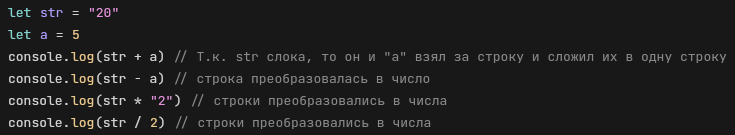 let str = "20"
let a = 5
console.log(str + a) // Т.к. str слока, то он и "а" взял за строку и сложил их в одну строку
console.log(str - a) // строка преобразовалась в число
console.log(str * "2") // строки преобразовались в числа
console.log(str / 2) // строки преобразовались в числа